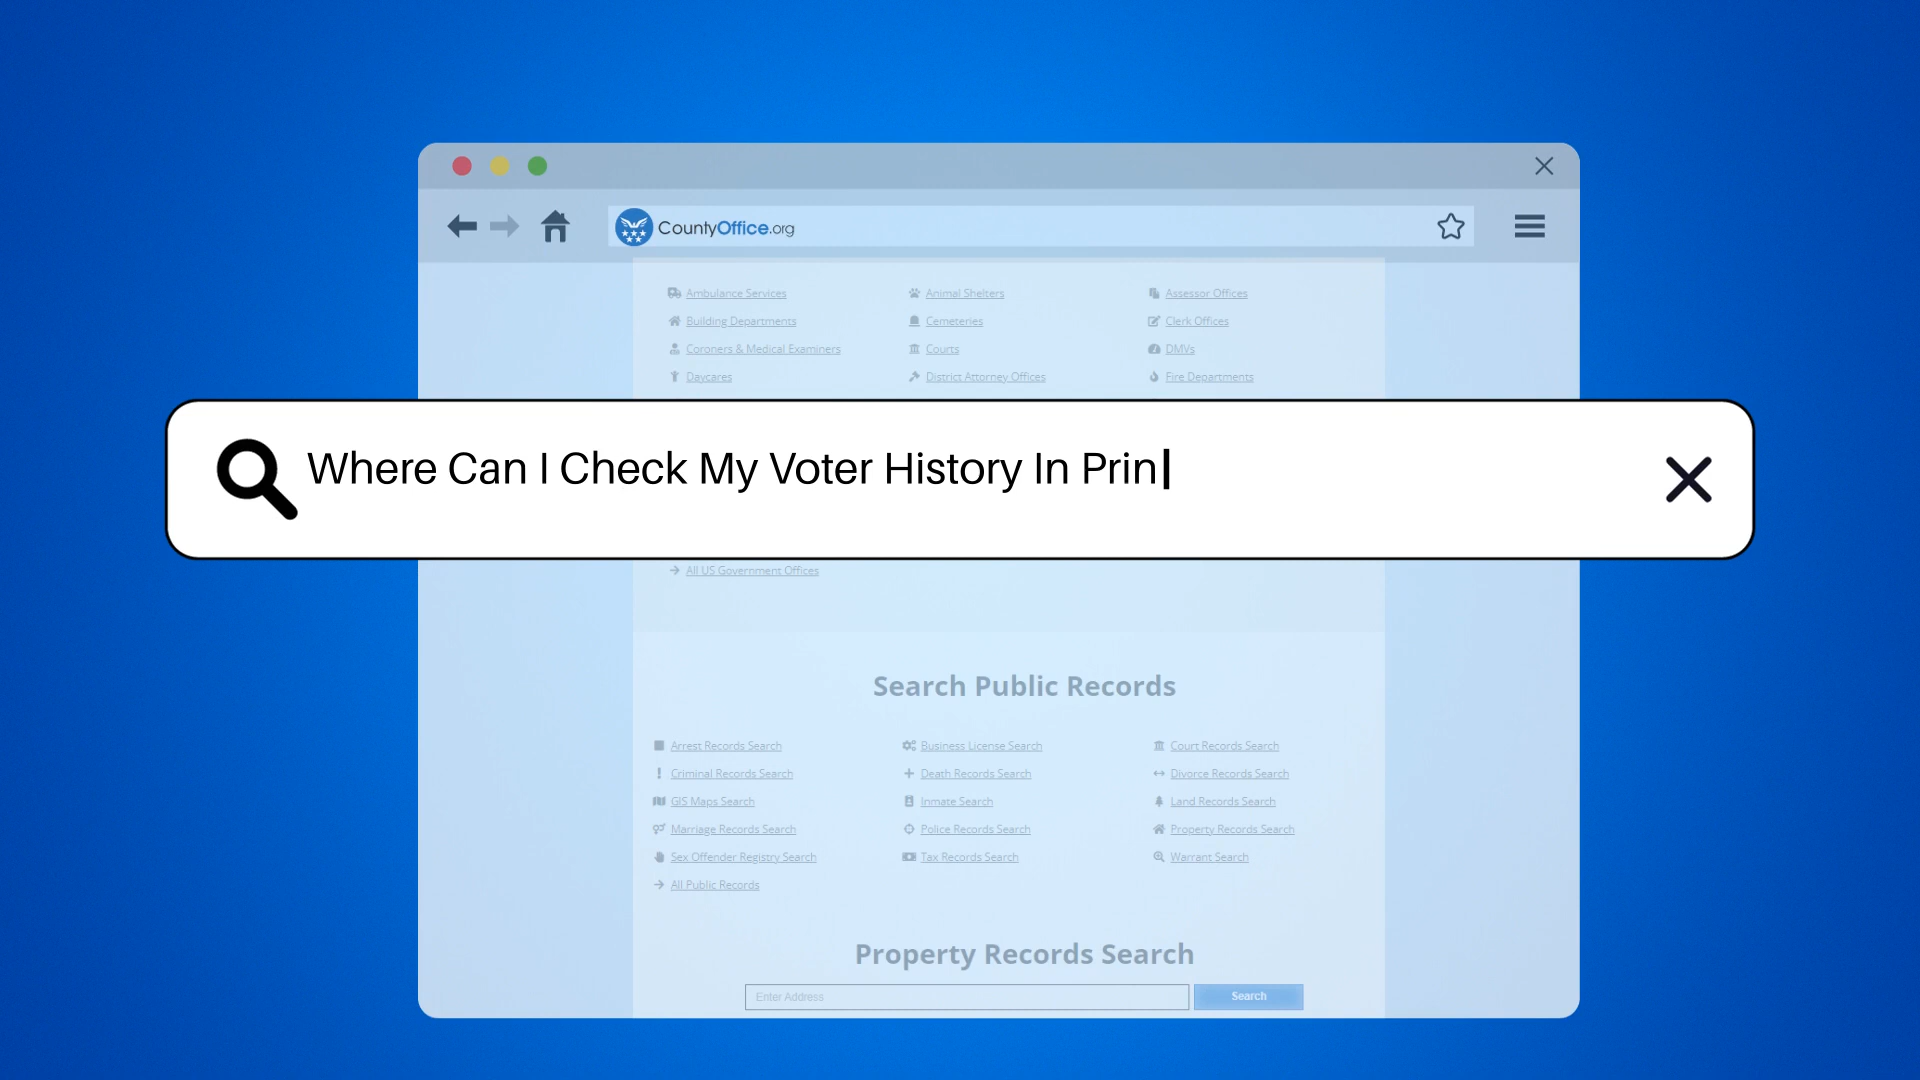 CountyOffice.org
Ambulance Services Animal Shelters Assessor Offices
Building Departments Cemeteries Clerk Offices
Coroners & Medical Examiners Courts DMVs
Daycares District Attorney Offices Fire Departments
Where Can I Check My Voter History In Prin
All US Government Offices
Search Public Records
Arrest Records Search Business License Search Court Records Search
Criminal Records Search Death Records Search Divorce Records Search
GIS Maps Search Inmate Search Land Records Search
Marriage Records Search Police Records Search Property Records Search
Sex Offender Registry Search Tax Records Search Warrant Search
All Public Records
Property Records Search
Enter Address Search